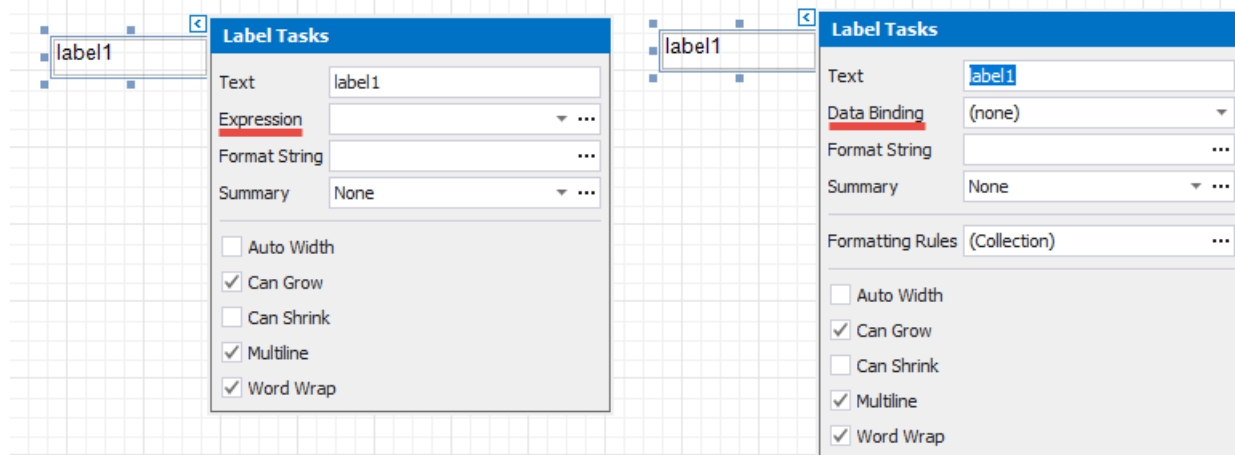 label1
Label Tasks
Text label1
Expression
Format String
Summary None
Auto Width
Can Grow
Can Shrink
Multiline
Word Wrap
label1
Label Tasks
Text label1
Data Binding (none)
Format String
Summary None
Formatting Rules (Collection)
Auto Width
Can Grow
Can Shrink
Multiline
Word Wrap